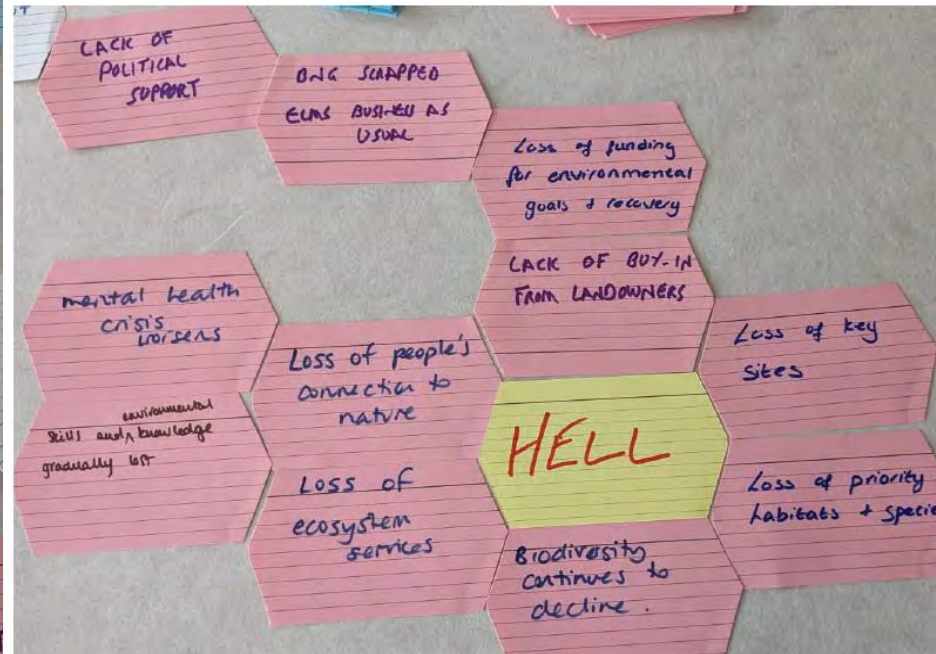 LACK OF
POLITICAL
SUPPORT
BNG SCRAPPED
ELMS BUSINESS AS
USUAL
Loss of funding
for environmental
goals + recovery
LACK OF BUY-IN
FROM LANDOWNERS
mental health
crisis
worsens
Loss of people's
connection to
nature
Loss of key
sites
environmental
skills and ^ knowledge
gradually lost
HELL
Loss of
ecosystem
services
Loss of priority
habitats + specie
Biodiversity
continues to
decline.